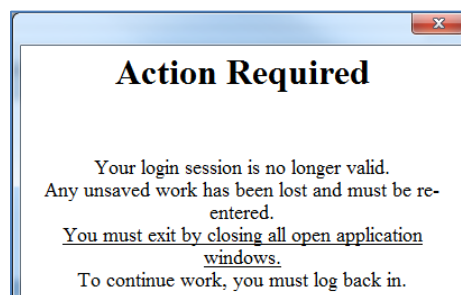 Action Required
Your login session is no longer valid.
Any unsaved work has been lost and must be re-
entered.
You must exit by closing all open application
windows.
To continue work, you must log back in.